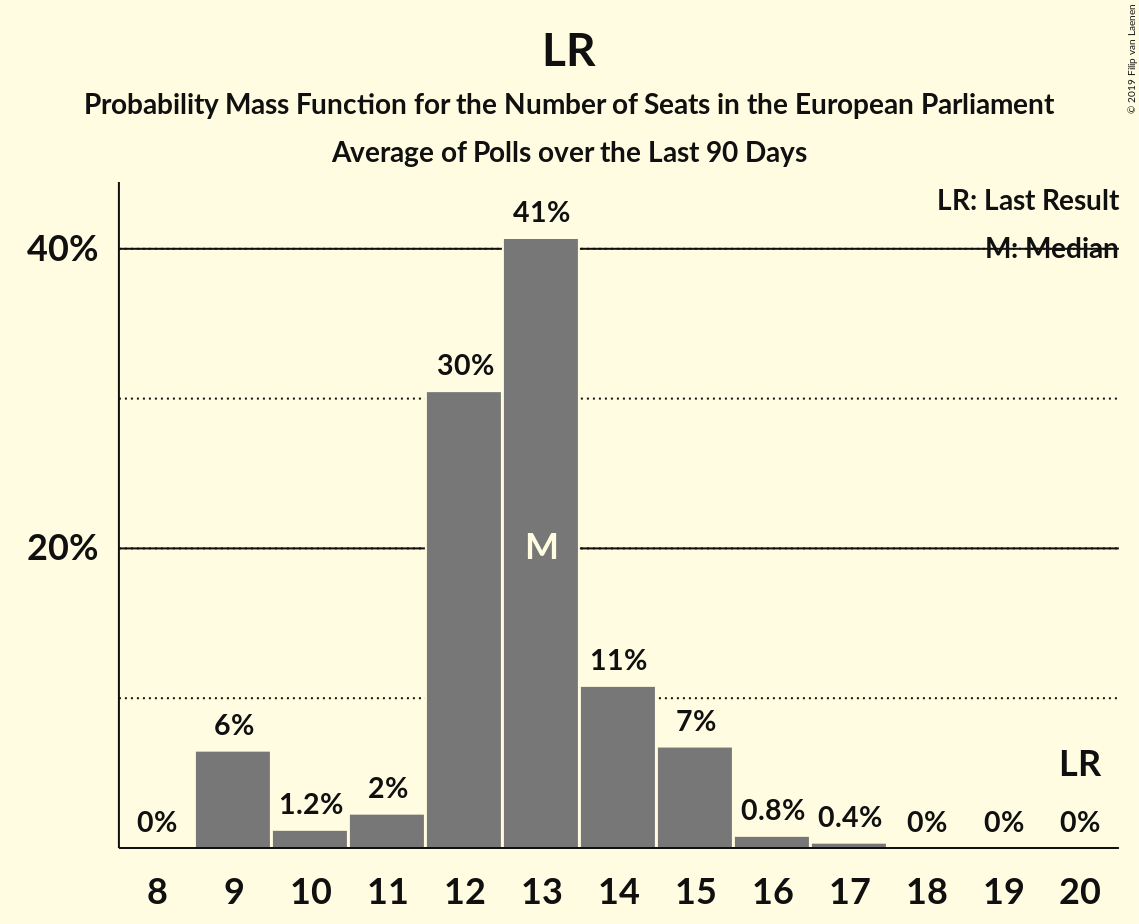 LR
Probability Mass Function for the Number of Seats in the European Parliament
Average of Polls over the Last 90 Days
© 2019 Filip van Laenen
LR: Last Result
M: Median
40%
20%
0%
6%
1.2%
2%
30%
41%
M
11%
7%
0.8%
0.4%
0%
0%
LR
0%
8 9 10 11 12 13 14 15 16 17 18 19 20